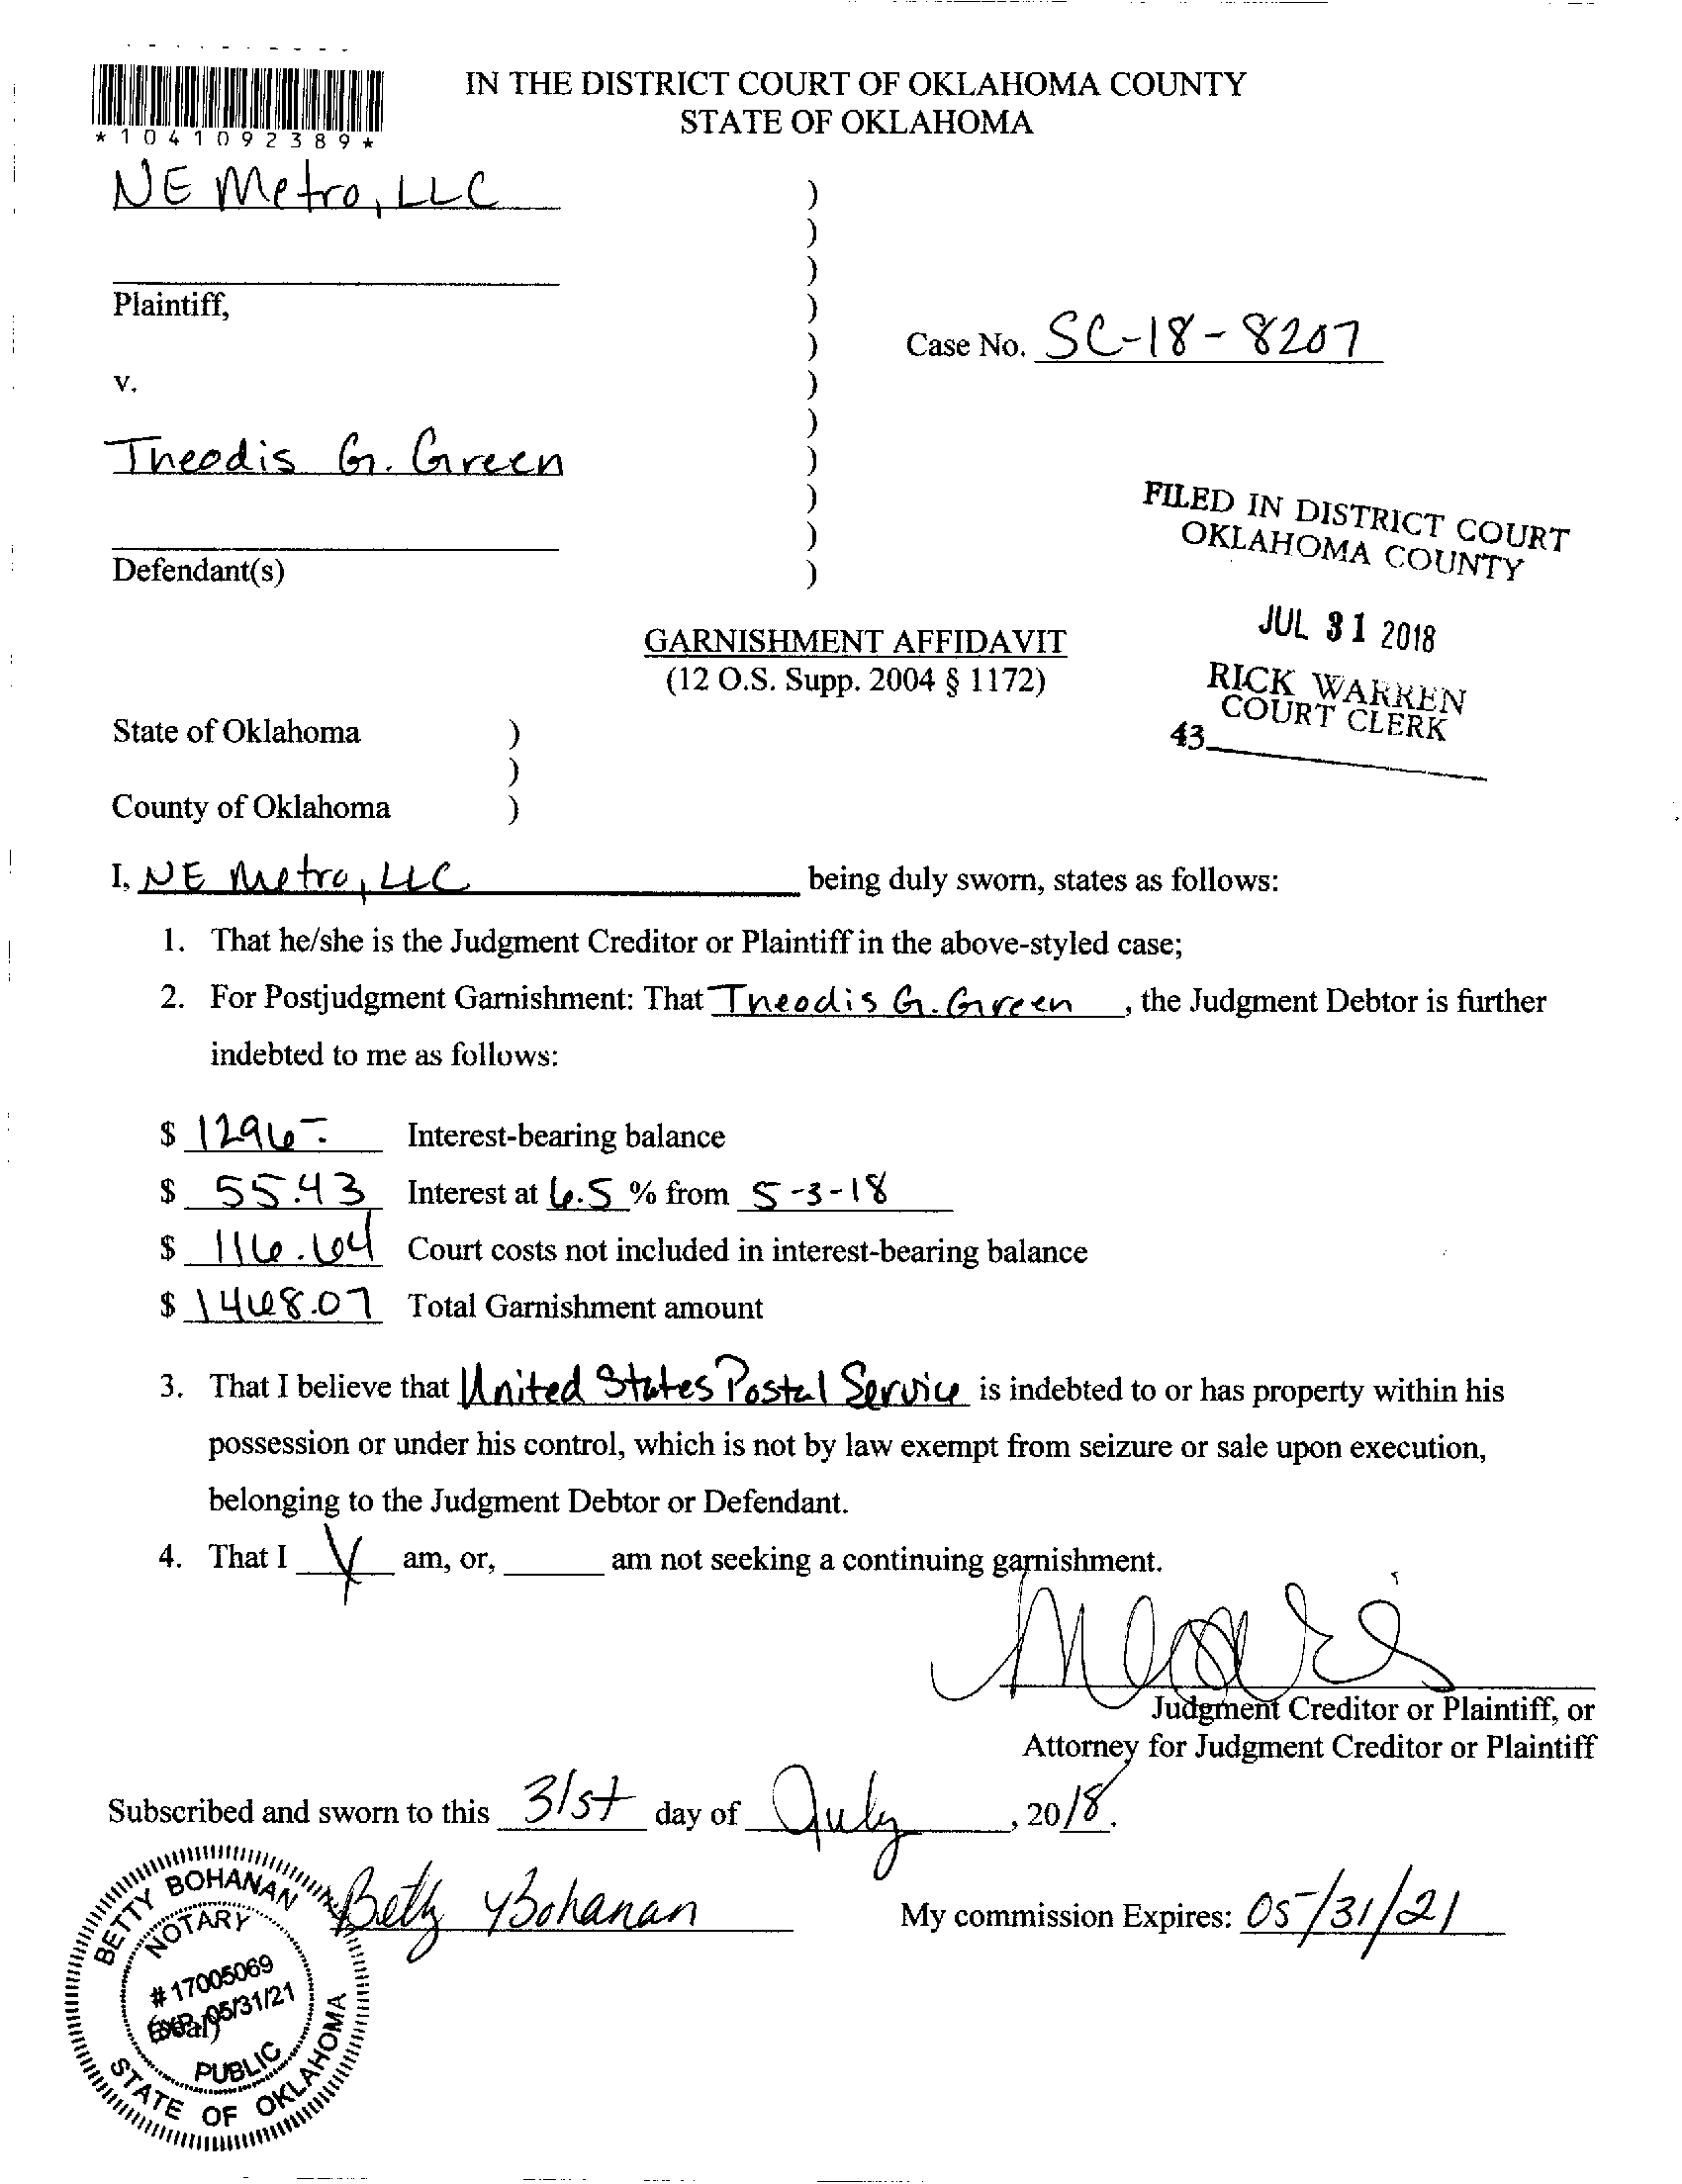 IN THE DISTRICT COURT OF OKLAHOMA COUNTY
STATE OF OKLAHOMA
*1041092389*
NE Metro, LLC )
)
)
Plaintiff, )
) Case No. SC-18-8207
v. )
)
Theodis G. Green )
)
)
Defendant(s) )
FILED IN DISTRICT COURT
OKLAHOMA COUNTY
JUL 31 2018
RICK WARREN
COURT CLERK
43
GARNISHMENT AFFIDAVIT
(12 O.S. Supp. 2004 § 1172)
State of Oklahoma )
)
County of Oklahoma )
I, NE Metro, LLC being duly sworn, states as follows:
1. That he/she is the Judgment Creditor or Plaintiff in the above-styled case;
2. For Postjudgment Garnishment: That Theodis G. Green, the Judgment Debtor is further
indebted to me as follows:
$ 1296- Interest-bearing balance
$ 55.43 Interest at 6.5 % from 5-3-18
$ 116.64 Court costs not included in interest-bearing balance
$ 1468.07 Total Garnishment amount
3. That I believe that United States Postal Service is indebted to or has property within his
possession or under his control, which is not by law exempt from seizure or sale upon execution,
belonging to the Judgment Debtor or Defendant.
4. That I X am, or, ______ am not seeking a continuing garnishment.
Judgment Creditor or Plaintiff, or
Attorney for Judgment Creditor or Plaintiff
Subscribed and sworn to this 31st day of July, 2018.
Betty Bohanan My commission Expires: 05/31/21
BETTY BOHANAN
NOTARY
# 17005069
EXP. 05/31/21
(Seal)
PUBLIC
STATE OF OKLAHOMA